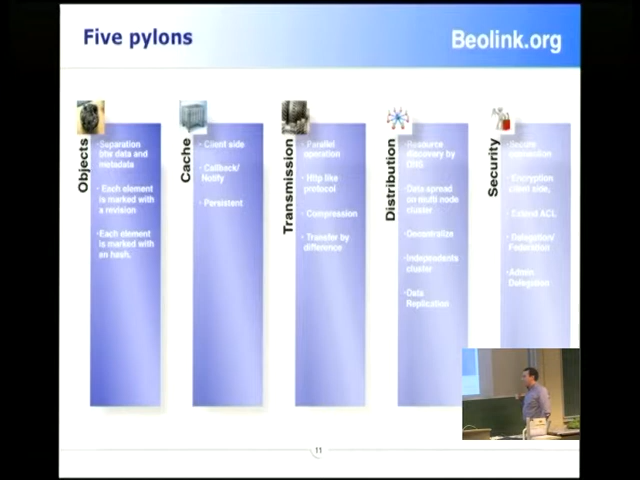 Five pylons
Beolink.org
Objects
·Separation
btw data and
metadate
·Each element
is marked with a
revision
·Each element
is marked with
an hash.
Cache
·Client side
·Callback/
Notify
·Persistent
Transmission
·Parallel
operation
·Http like
protocol
·Compression
·Transfer by
difference
Distribution
·Resource
discovery by
DNS
·Data spread
on multi node
cluster
·Decentralize
·Independents
cluster
·Data
Replication
Security
·Secure
·Encryption
client side,
·Extend ACL
·Delegation/
Federation
·Admin
Delegation
11